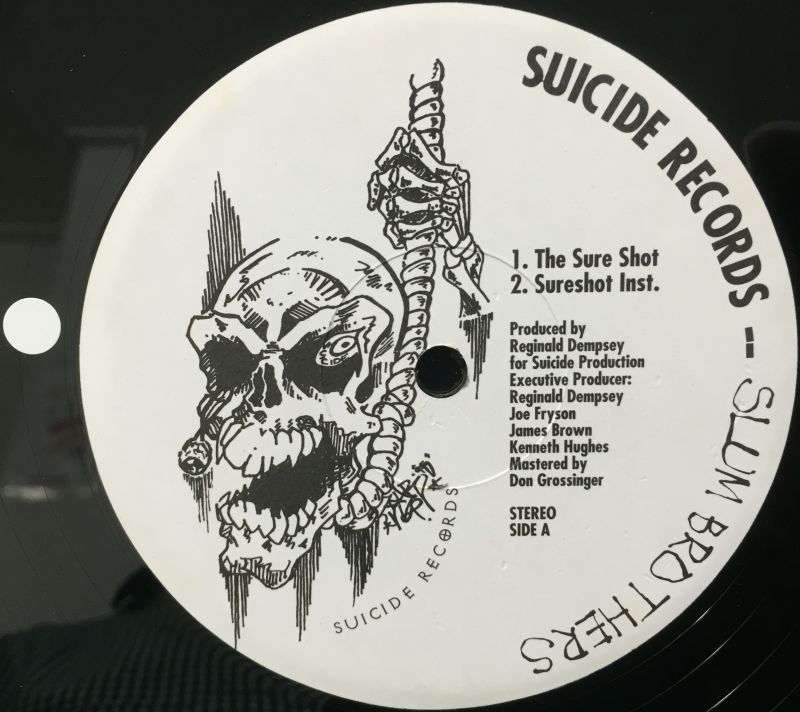 SUICIDE RECORDS -- SLUM BROTHERS
1. The Sure Shot
2. Sureshot Inst.
Produced by
Reginald Dempsey
for Suicide Production
Executive Producer:
Reginald Dempsey
Joe Fryson
James Brown
Kenneth Hughes
Mastered by
Don Grossinger
STEREO
SIDE A
SUICIDE RECORDS